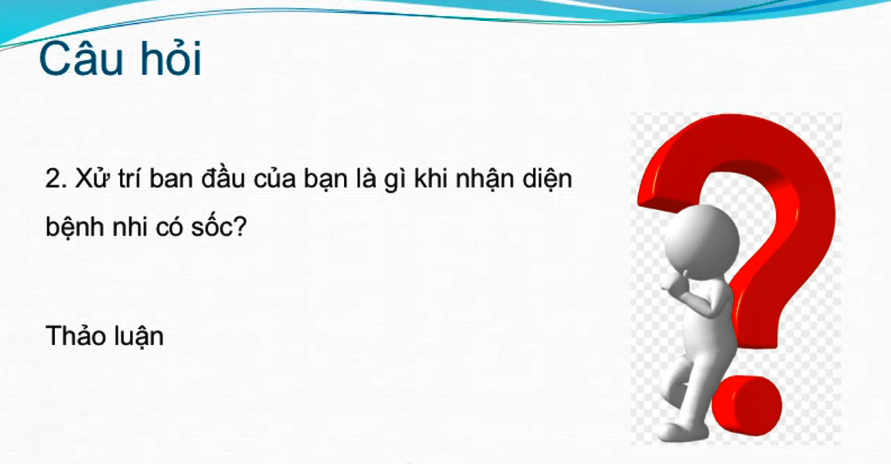 Câu hỏi
2. Xử trí ban đầu của bạn là gì khi nhận diện
bệnh nhi có sốc?
Thảo luận